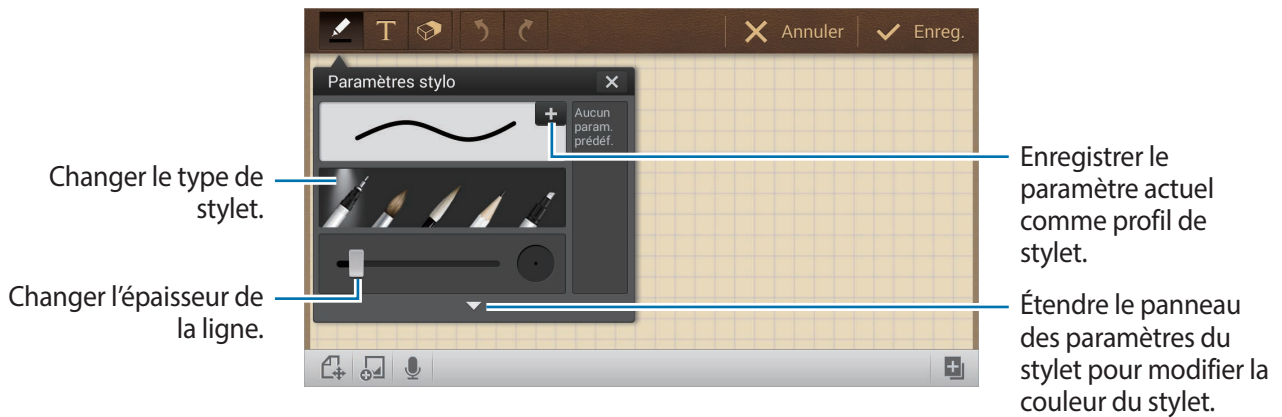 T
Annuler
Enreg.
Paramètres stylo
Aucun
param.
prédéf.
Changer le type de
stylet.
Changer l'épaisseur de
la ligne.
Enregistrer le
paramètre actuel
comme profil de
stylet.
Étendre le panneau
des paramètres du
stylet pour modifier la
couleur du stylet.